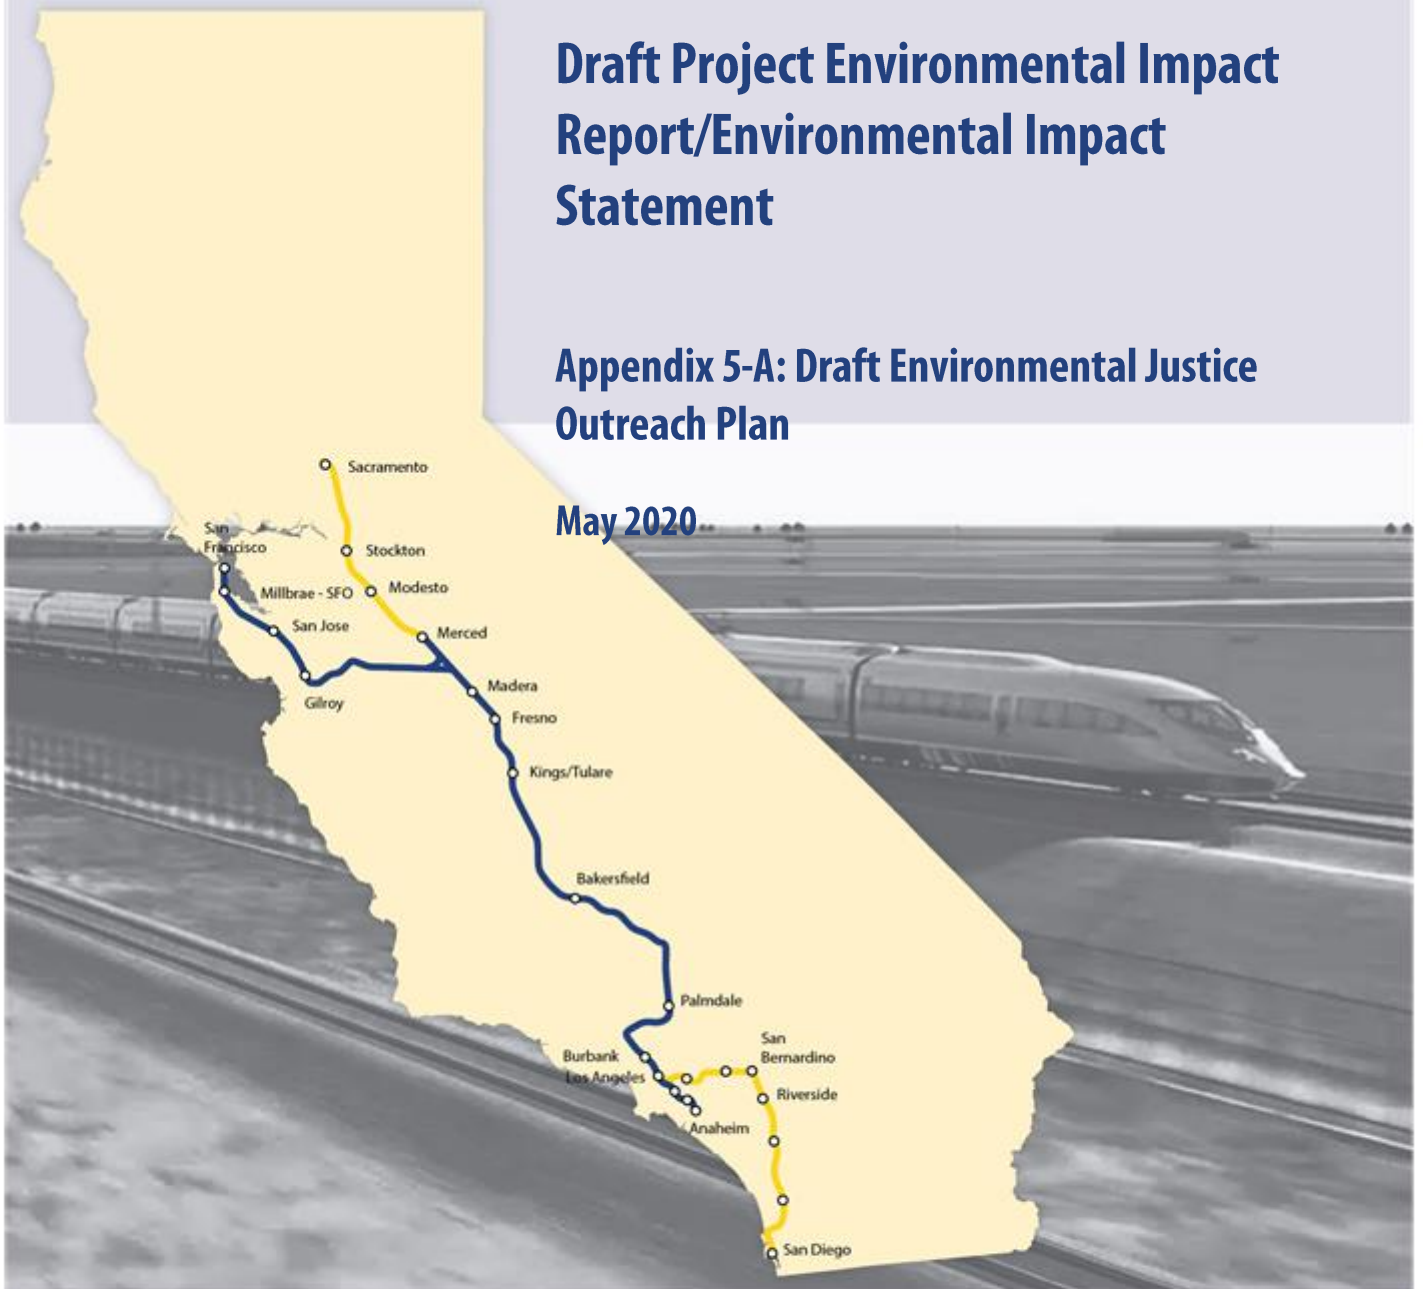 Draft Project Environmental Impact
Report/Environmental Impact
Statement
Appendix 5-A: Draft Environmental Justice
Outreach Plan
May 2020
Sacramento
San
Francisco
Stockton
Millbrae - SFO
Modesto
San Jose
Merced
Gilroy
Madera
Fresno
Kings/Tulare
Bakersfield
Palmdale
San
Bernardino
Burbank
Los Angeles
Riverside
Anaheim
San Diego